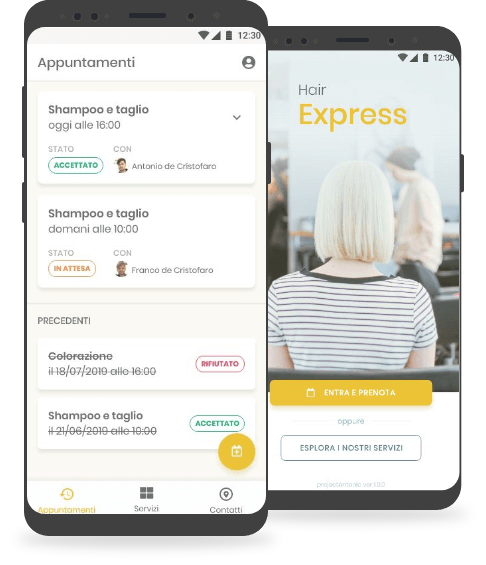 12:30
Appuntamenti
Shampoo e taglio
oggi alle 16:00
STATO CON
ACCETTATO Antonio de Cristofaro
Shampoo e taglio
domani alle 10:00
STATO CON
IN ATTESA Franco de Cristofaro
PRECEDENTI
Colorazione
il 18/07/2019 alle 16:00
RIFIUTATO
Shampoo e taglio
il 21/06/2019 alle 10:00
ACCETTATO
Appuntamenti Servizi Contatti
12:30
Hair
Express
ENTRA E PRENOTA
oppure
ESPLORA I NOSTRI SERVIZI